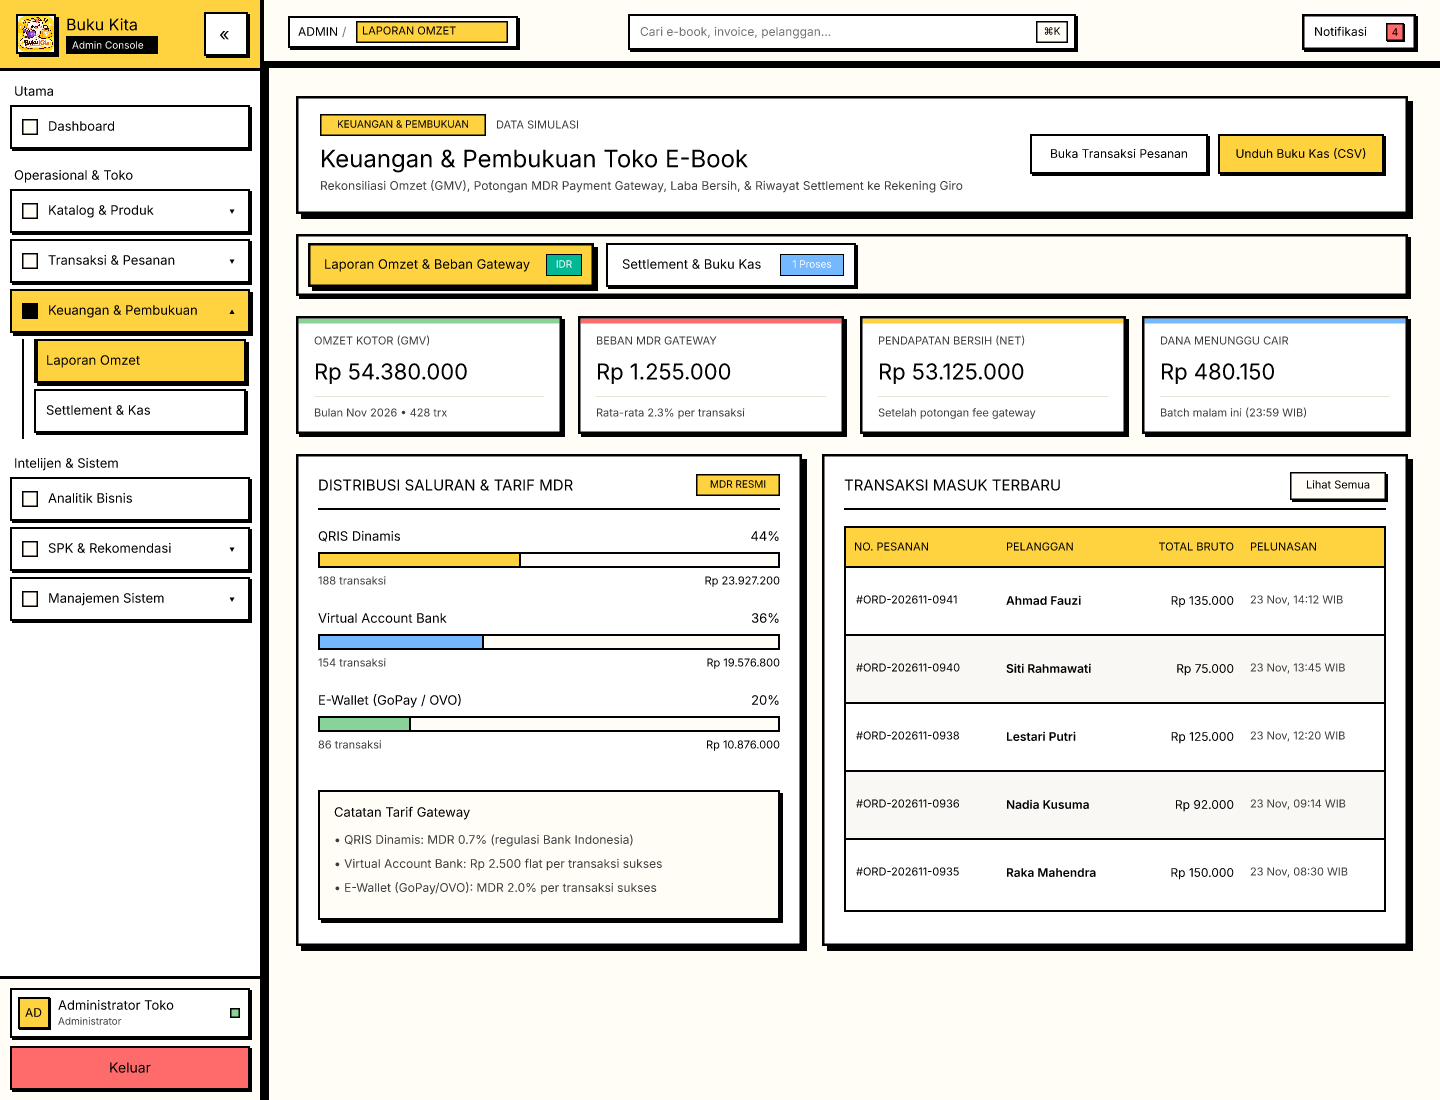 Buku Kita
Admin Console
«
Utama
Dashboard
Operasional & Toko
Katalog & Produk
Transaksi & Pesanan
Keuangan & Pembukuan
Laporan Omzet
Settlement & Kas
Intelijen & Sistem
Analitik Bisnis
SPK & Rekomendasi
Manajemen Sistem
AD
Administrator Toko
Administrator
Keluar
ADMIN / LAPORAN OMZET
Cari e-book, invoice, pelanggan... ⌘K
Notifikasi 4
KEUANGAN & PEMBUKUAN DATA SIMULASI
Keuangan & Pembukuan Toko E-Book
Rekonsiliasi Omzet (GMV), Potongan MDR Payment Gateway, Laba Bersih, & Riwayat Settlement ke Rekening Giro
Buka Transaksi Pesanan
Unduh Buku Kas (CSV)
Laporan Omzet & Beban Gateway IDR
Settlement & Buku Kas 1 Proses
OMZET KOTOR (GMV)
Rp 54.380.000
Bulan Nov 2026 • 428 trx
BEBAN MDR GATEWAY
Rp 1.255.000
Rata-rata 2.3% per transaksi
PENDAPATAN BERSIH (NET)
Rp 53.125.000
Setelah potongan fee gateway
DANA MENUNGGU CAIR
Rp 480.150
Batch malam ini (23:59 WIB)
DISTRIBUSI SALURAN & TARIF MDR
MDR RESMI
QRIS Dinamis 44%
188 transaksi Rp 23.927.200
Virtual Account Bank 36%
154 transaksi Rp 19.576.800
E-Wallet (GoPay / OVO) 20%
86 transaksi Rp 10.876.000
Catatan Tarif Gateway
• QRIS Dinamis: MDR 0.7% (regulasi Bank Indonesia)
• Virtual Account Bank: Rp 2.500 flat per transaksi sukses
• E-Wallet (GoPay/OVO): MDR 2.0% per transaksi sukses
TRANSAKSI MASUK TERBARU
Lihat Semua
NO. PESANAN PELANGGAN TOTAL BRUTO PELUNASAN
#ORD-202611-0941 Ahmad Fauzi Rp 135.000 23 Nov, 14:12 WIB
#ORD-202611-0940 Siti Rahmawati Rp 75.000 23 Nov, 13:45 WIB
#ORD-202611-0938 Lestari Putri Rp 125.000 23 Nov, 12:20 WIB
#ORD-202611-0936 Nadia Kusuma Rp 92.000 23 Nov, 09:14 WIB
#ORD-202611-0935 Raka Mahendra Rp 150.000 23 Nov, 08:30 WIB